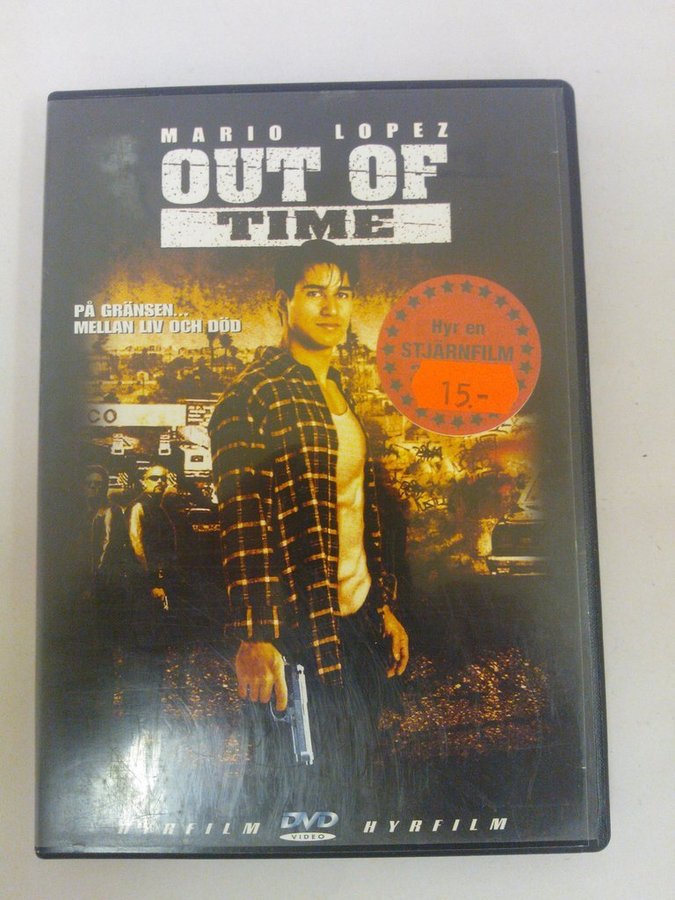 MARIO LOPEZ
OUT OF
TIME
PÅ GRÄNSEN...
MELLAN LIV OCH DÖD
Hyr en
STJÄRNFILM
15.-
CO
HYRFILM DVD HYRFILM
VIDEO